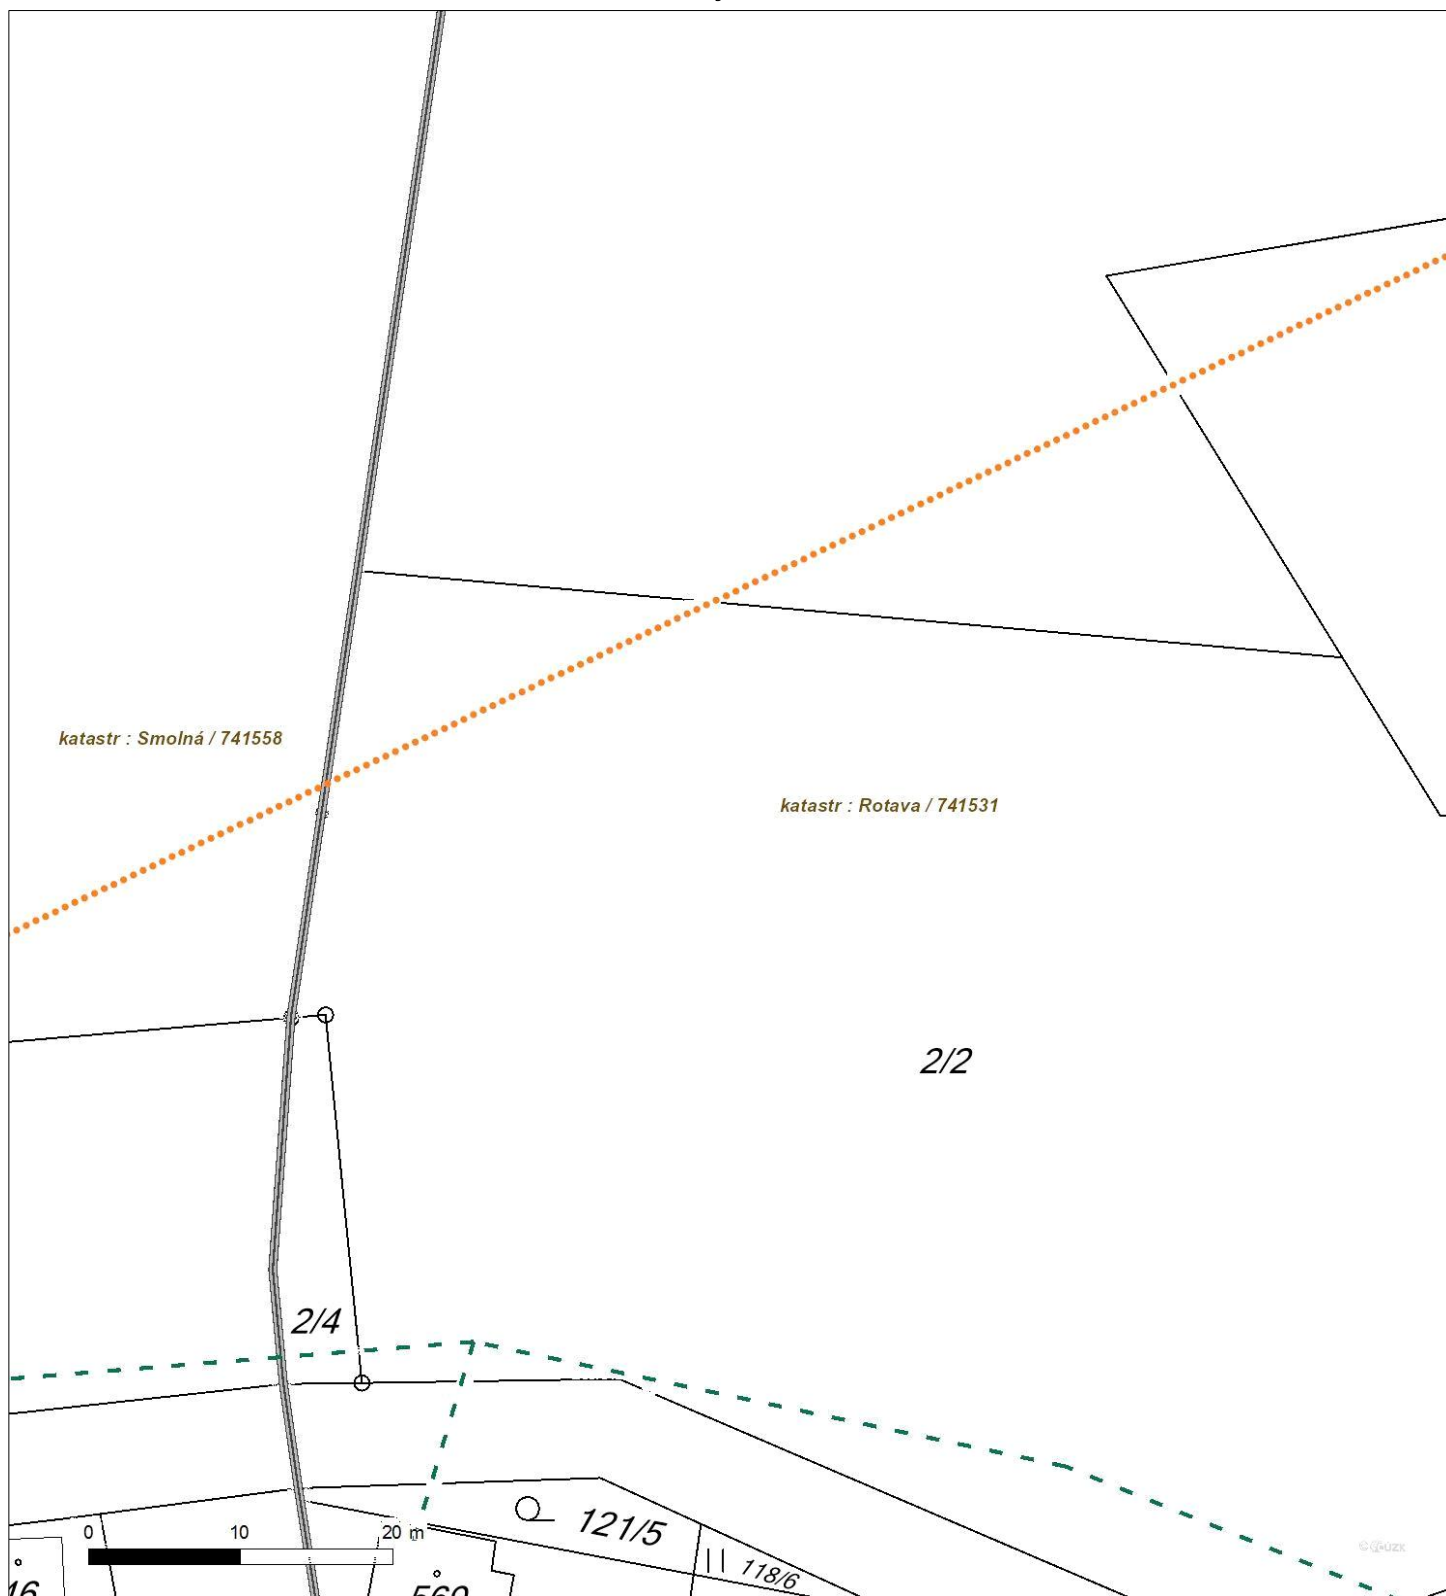 katastr : Smolná / 741558
katastr : Rotava / 741531
2/2
2/4
0 10 20 m
121/5
118/6